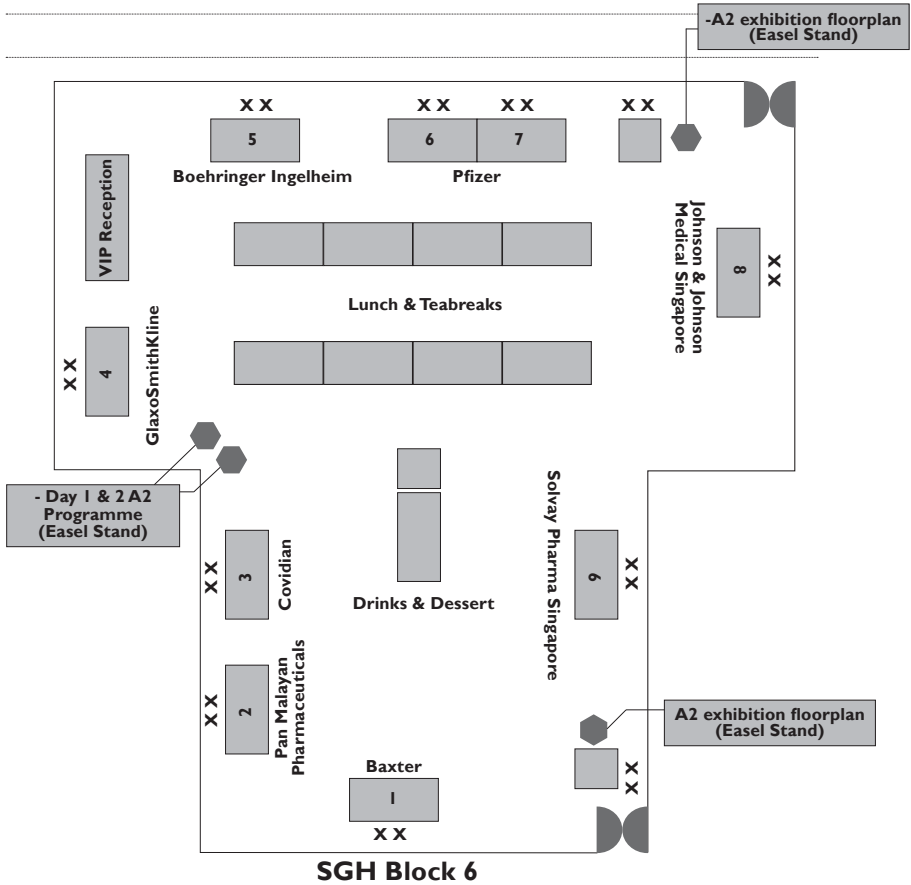 -A2 exhibition floorplan
(Easel Stand)
X X
X X
X X
X X
5
6
7
Boehringer Ingelheim
Pfizer
VIP Reception
Johnson & Johnson
Medical Singapore
8
X X
Lunch & Teabreaks
X X
4
GlaxoSmithKline
- Day 1 & 2 A2
Programme
(Easel Stand)
X X
3
Covidian
Drinks & Dessert
Solvay Pharma Singapore
9
X X
X X
2
Pan Malayan
Pharmaceuticals
A2 exhibition floorplan
(Easel Stand)
X X
Baxter
1
X X
SGH Block 6